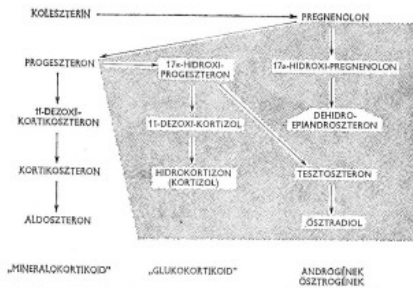 KOLESZTERIN
PREGNENOLON
PROGESZTERON
17α-HIDROXI-
PROGESZTERON
17α-HIDROXI-PREGNENOLON
11-DEZOXI-
KORTIKOSZTERON
11-DEZOXI-KORTIZOL
DEHIDRO-
EPIANDROSZTERON
KORTIKOSZTERON
HIDROKORTIZON
(KORTIZOL)
TESZTOSZTERON
ALDOSZTERON
ÖSZTRADIOL
„MINERALOKORTIKOID”
„GLUKOKORTIKOID”
ANDROGÉNEK
ÖSZTROGÉNEK